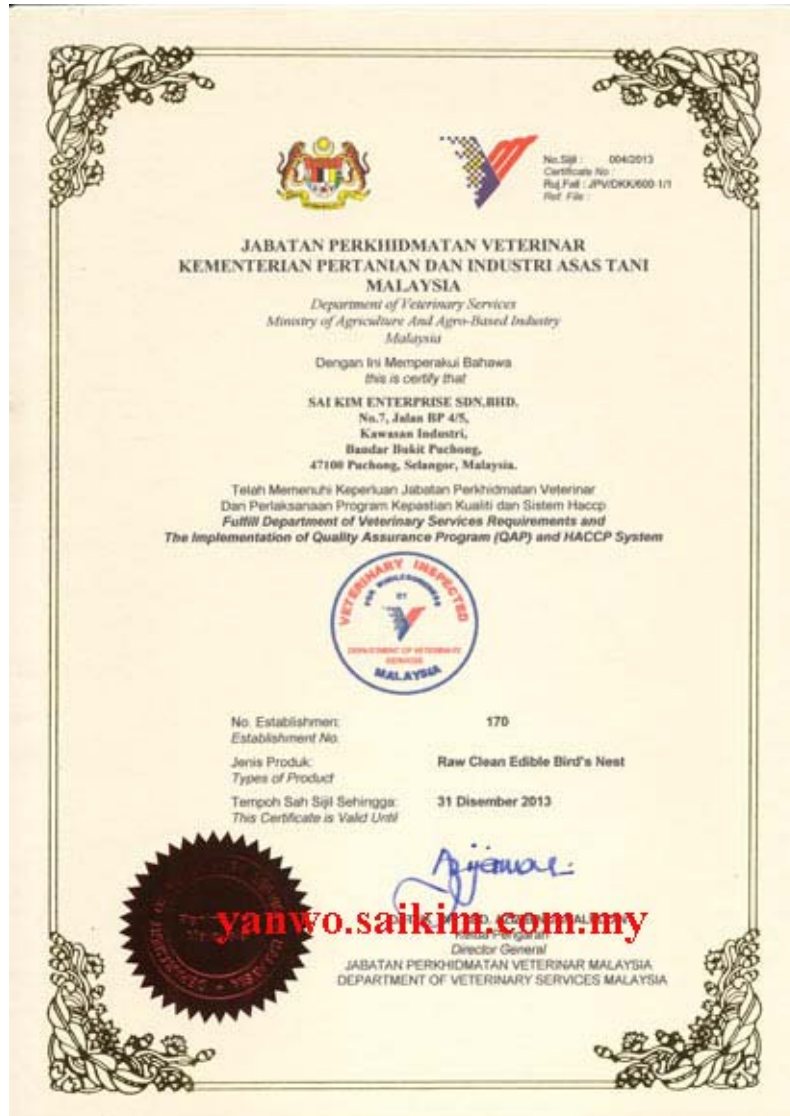 No.Sijil : 004/2013
Certificate No :
Ruj.Fail : JPV/DKK/600-1/1
Ref. File :
JABATAN PERKHIDMATAN VETERINAR
KEMENTERIAN PERTANIAN DAN INDUSTRI ASAS TANI
MALAYSIA
Department of Veterinary Services
Ministry of Agriculture And Agro-Based Industry
Malaysia
Dengan Ini Memperakui Bahawa
this is certify that
SAI KIM ENTERPRISE SDN.BHD.
No.7, Jalan BP 4/5,
Kawasan Industri,
Bandar Bukit Puchong,
47100 Puchong, Selangor, Malaysia.
Telah Memenuhi Keperluan Jabatan Perkhidmatan Veterinar
Dan Perlaksanaan Program Kepastian Kualiti dan Sistem Haccp
Fulfill Department of Veterinary Services Requirements and
The Implementation of Quality Assurance Program (QAP) and HACCP System
VETERINARY INSPECTED
FOR WHOLESOMENESS
BY
DEPARTMENT OF VETERINARY
SERVICES
MALAYSIA
No. Establishmen: 170
Establishment No.
Jenis Produk: Raw Clean Edible Bird's Nest
Types of Product
Tempoh Sah Sijil Sehingga: 31 Disember 2013
This Certificate is Valid Until
yanwo.saikim.com.my
Ketua Pengarah
Director General
JABATAN PERKHIDMATAN VETERINAR MALAYSIA
DEPARTMENT OF VETERINARY SERVICES MALAYSIA